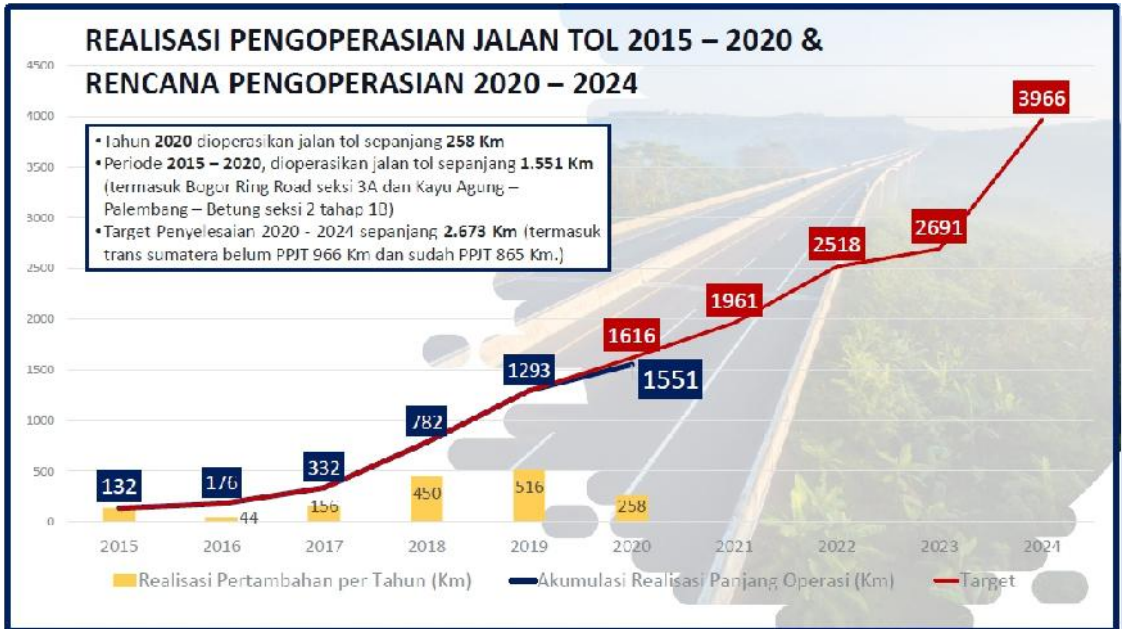 REALISASI PENGOPERASIAN JALAN TOL 2015 – 2020 &
RENCANA PENGOPERASIAN 2020 – 2024
• Tahun 2020 dioperasikan jalan tol sepanjang 258 Km
• Periode 2015 – 2020, dioperasikan jalan tol sepanjang 1.551 Km
(termasuk Bogor Ring Road seksi 3A dan Kayu Agung –
Palembang – Betung seksi 2 tahap 1B)
• Target Penyelesaian 2020 - 2024 sepanjang 2.673 Km (termasuk
trans sumatera belum PPJT 966 Km dan sudah PPJT 865 Km.)
4500
4000
3500
3000
2500
2000
1500
1000
500
0
132
176
332
782
1293
1551
1616
1961
2518
2691
3966
44
156
450
516
258
2015 2016 2017 2018 2019 2020 2021 2022 2023 2024
Realisasi Pertambahan per Tahun (Km) Akumulasi Realisasi Panjang Operasi (Km) Target